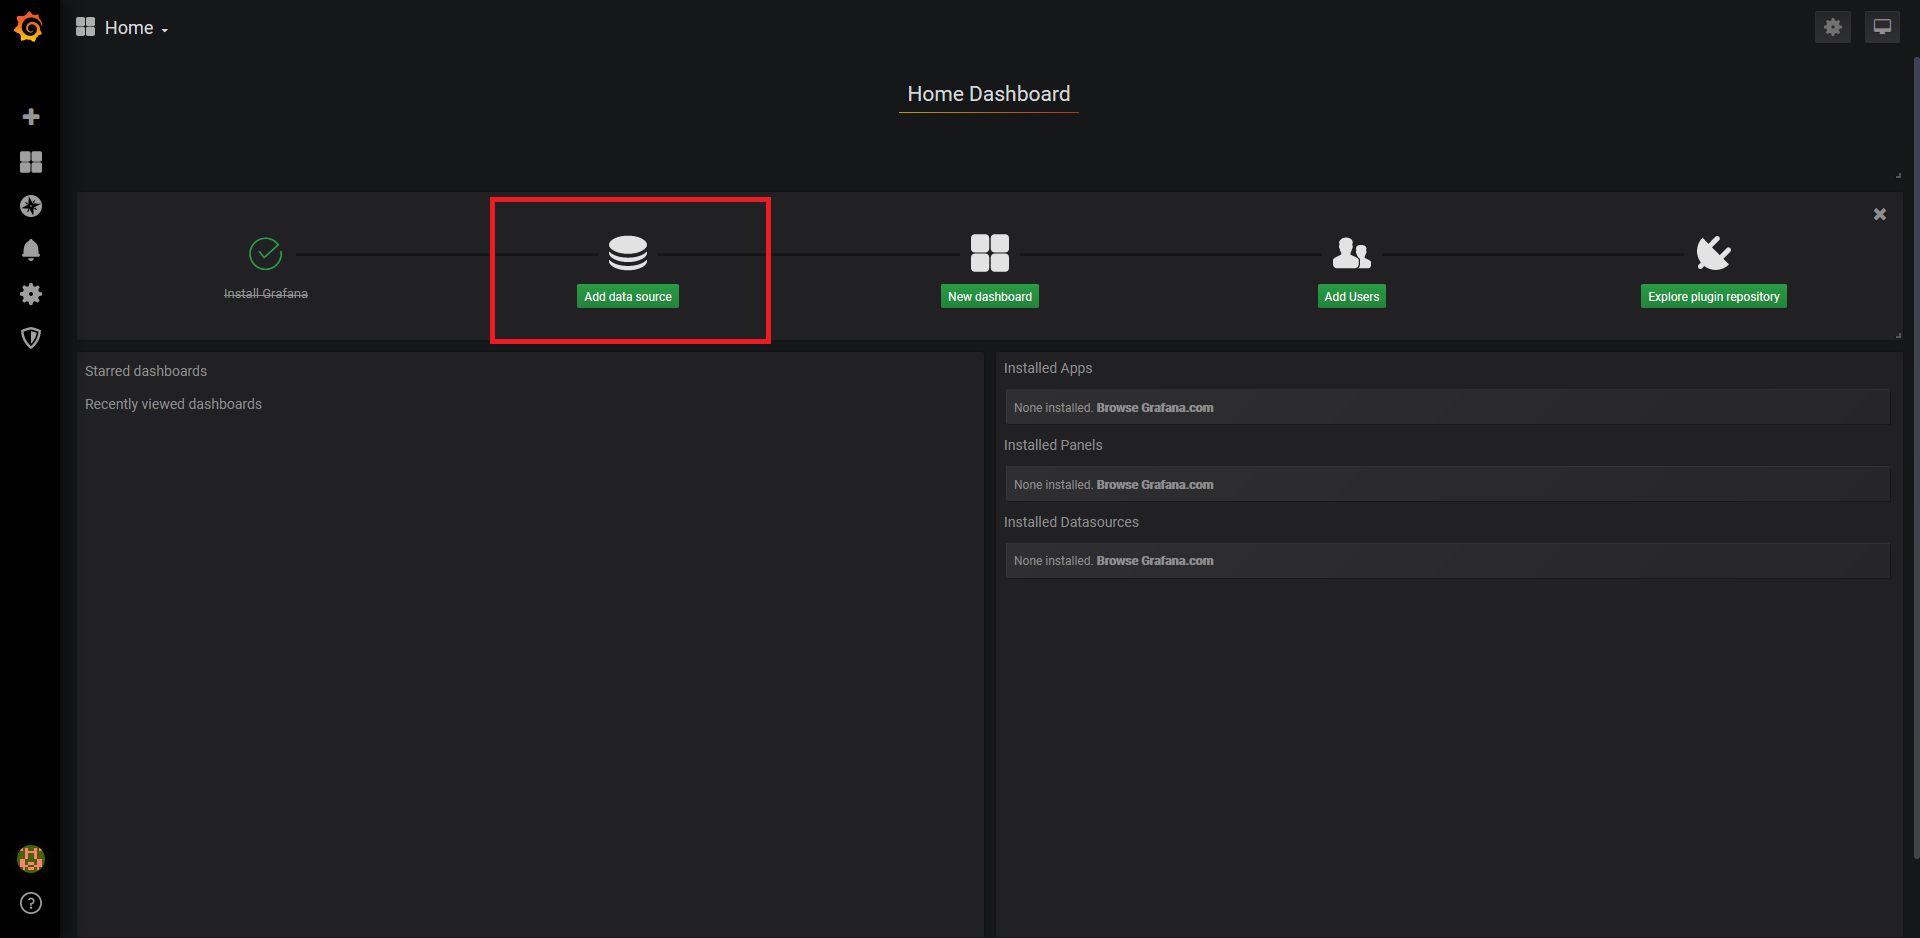 Home
Home Dashboard
Install Grafana
Add data source
New dashboard
Add Users
Explore plugin repository
Starred dashboards
Recently viewed dashboards
Installed Apps
None installed. Browse Grafana.com
Installed Panels
None installed. Browse Grafana.com
Installed Datasources
None installed. Browse Grafana.com
?